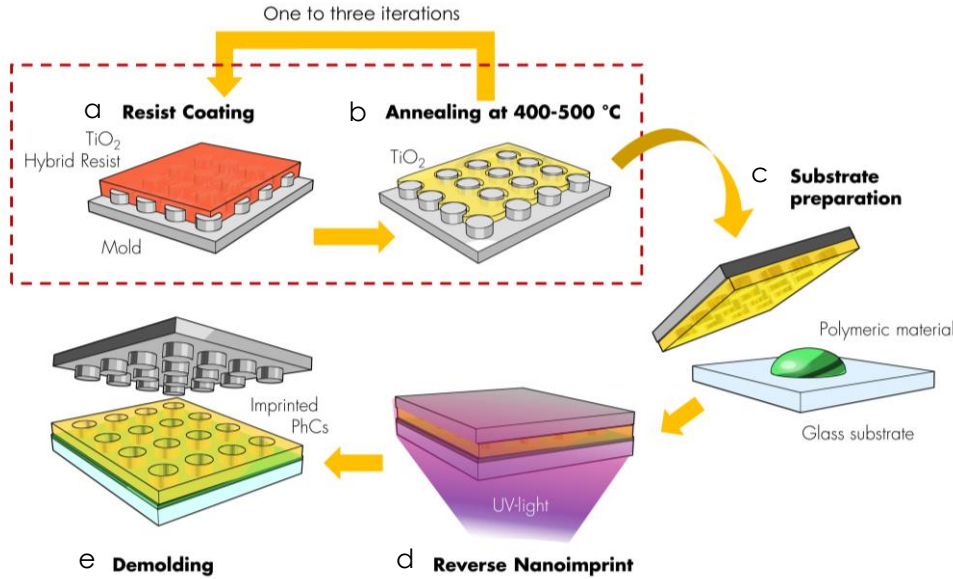 One to three iterations
a Resist Coating
TiO2
Hybrid Resist
Mold
b Annealing at 400-500 °C
TiO2
c Substrate
preparation
Polymeric material
Glass substrate
Imprinted
PhCs
UV-light
e Demolding
d Reverse Nanoimprint